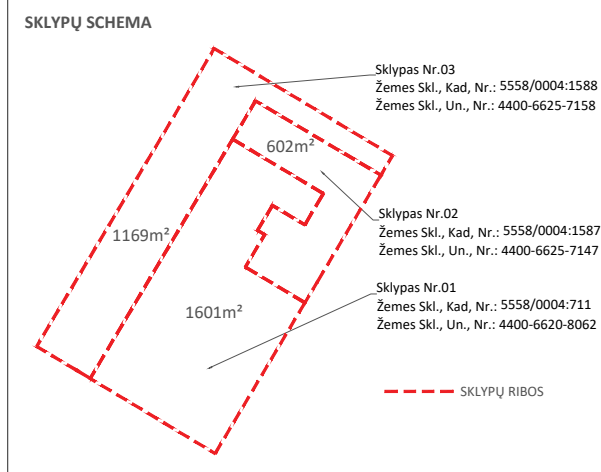 SKLYPŲ SCHEMA
Sklypas Nr.03
Žemes Skl., Kad, Nr.: 5558/0004:1588
Žemes Skl., Un., Nr.: 4400-6625-7158
602m²
Sklypas Nr.02
Žemes Skl., Kad, Nr.: 5558/0004:1587
Žemes Skl., Un., Nr.: 4400-6625-7147
1169m²
Sklypas Nr.01
Žemes Skl., Kad, Nr.: 5558/0004:711
Žemes Skl., Un., Nr.: 4400-6620-8062
1601m²
SKLYPŲ RIBOS